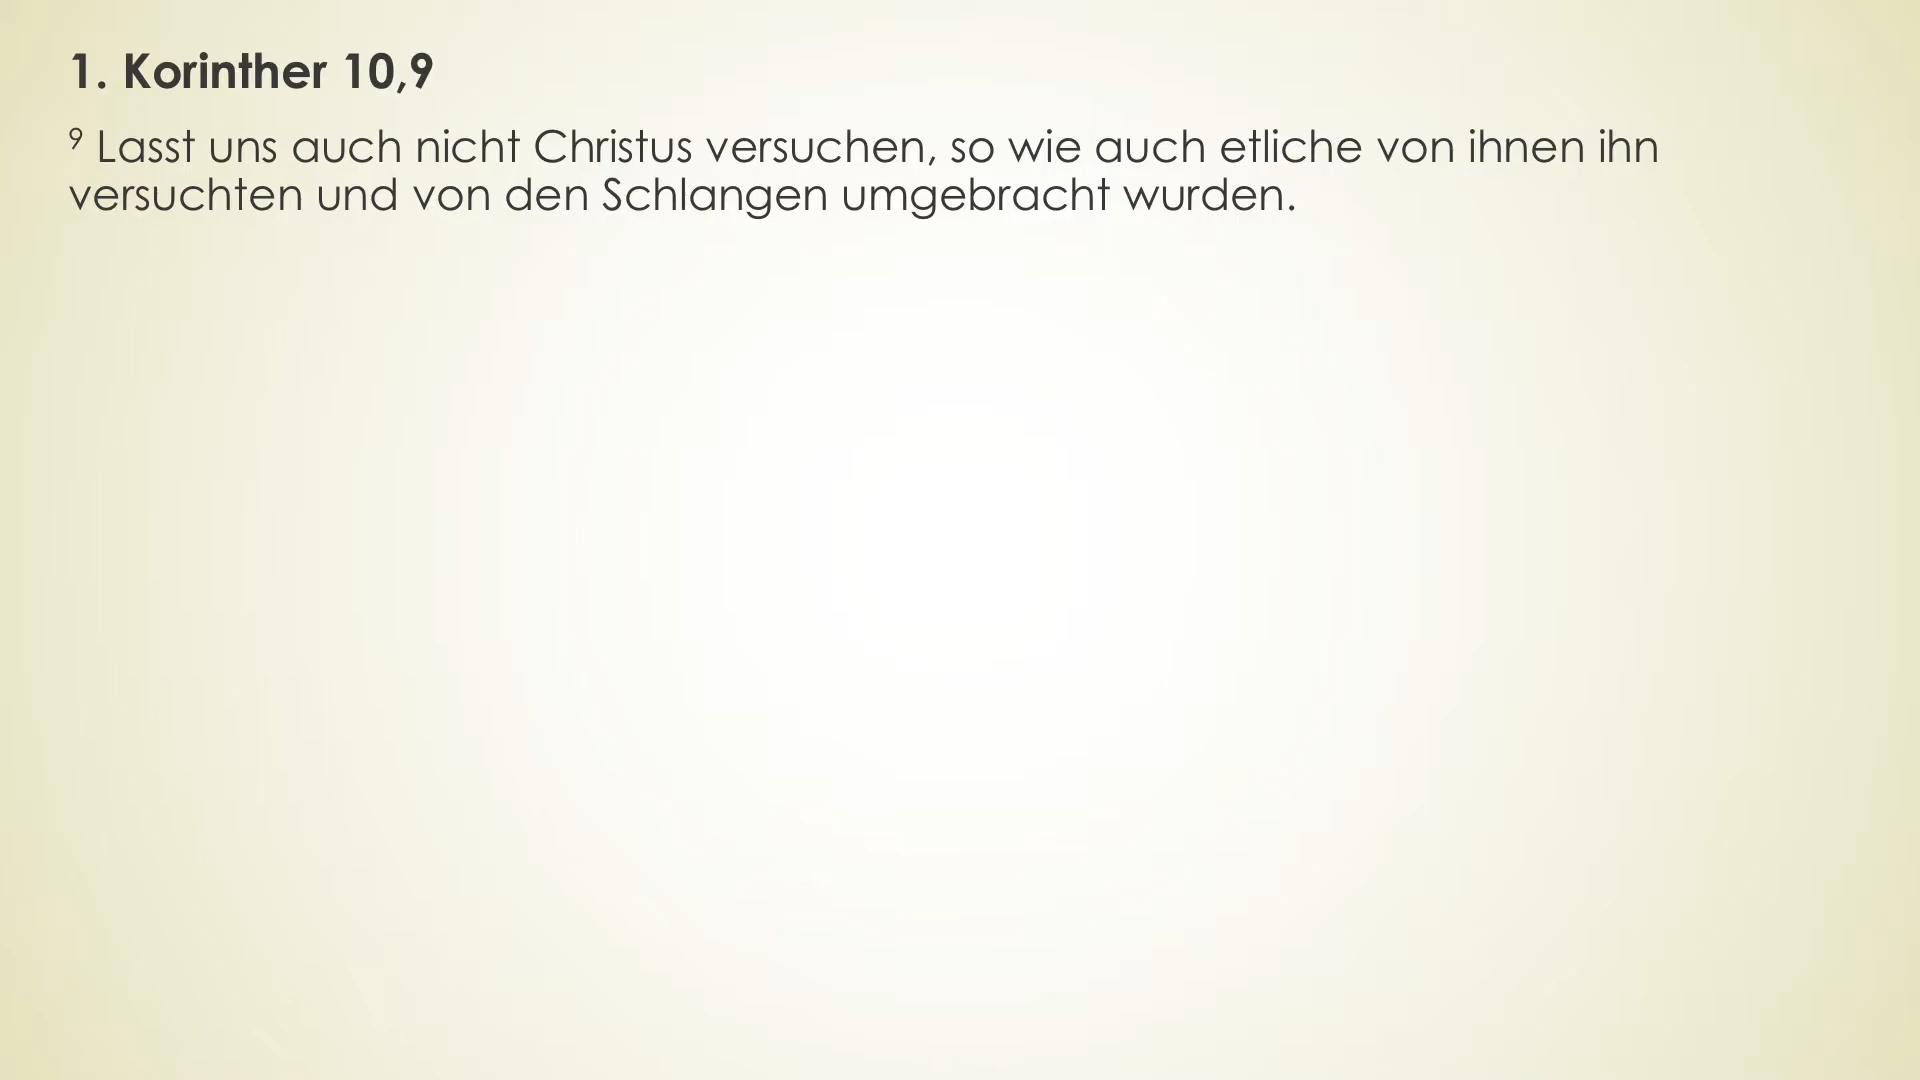 1. Korinther 10,9
⁹ Lasst uns auch nicht Christus versuchen, so wie auch etliche von ihnen ihn
versuchten und von den Schlangen umgebracht wurden.